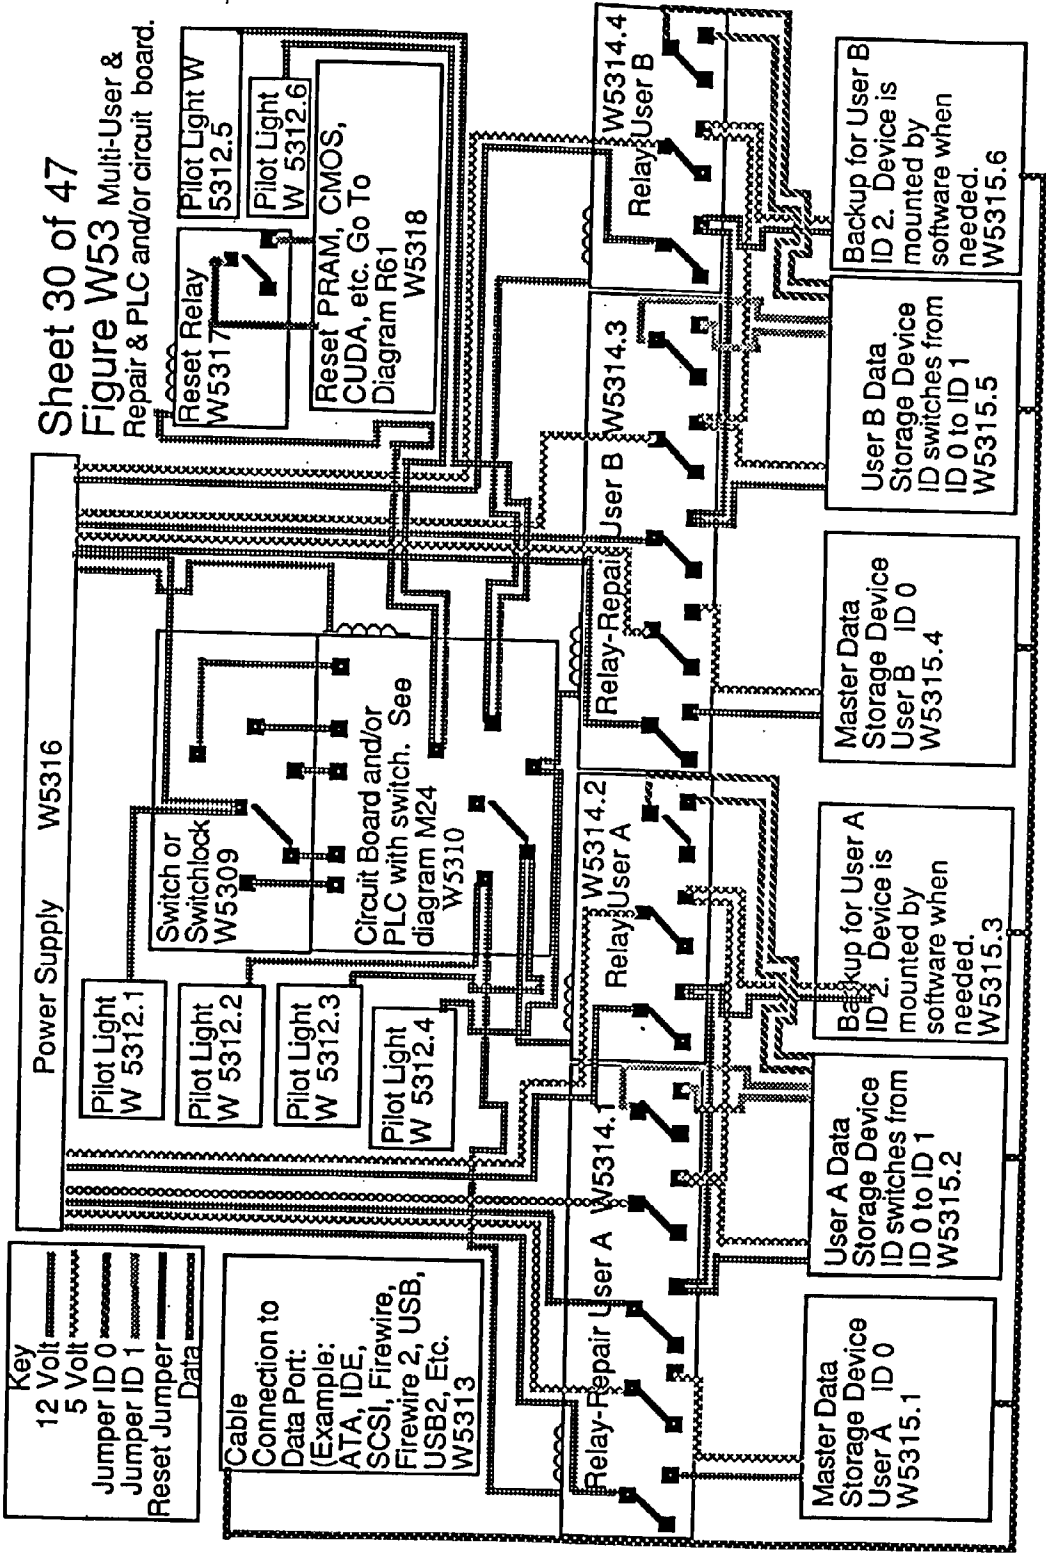 Sheet 30 of 47
Figure W53 Multi-User &
Repair & PLC and/or circuit board.
Key
12 Volt
5 Volt
Jumper ID 0
Jumper ID 1
Reset Jumper
Data
Power Supply W5316
Pilot Light
W 5312.1
Pilot Light
W 5312.2
Pilot Light
W 5312.3
Pilot Light
W 5312.4
Switch or
Switchlock
W5309
Circuit Board and/or
PLC with switch. See
diagram M24
W5310
Reset Relay
W5317
Pilot Light W
5312.5
Pilot Light
W 5312.6
Reset PRAM, CMOS,
CUDA, etc. Go To
Diagram R61
W5318
Cable
Connection to
Data Port:
(Example:
ATA, IDE,
SCSI, Firewire,
Firewire 2, USB,
USB2, Etc.
W5313
Relay-Repair User A W5314.1
Relay User A W5314.2
Relay-Repair User B W5314.3
Relay User B W5314.4
Master Data
Storage Device
User A ID 0
W5315.1
User A Data
Storage Device
ID switches from
ID 0 to ID 1
W5315.2
Backup for User A
ID 2. Device is
mounted by
software when
needed.
W5315.3
Master Data
Storage Device
User B ID 0
W5315.4
User B Data
Storage Device
ID switches from
ID 0 to ID 1
W5315.5
Backup for User B
ID 2. Device is
mounted by
software when
needed.
W5315.6